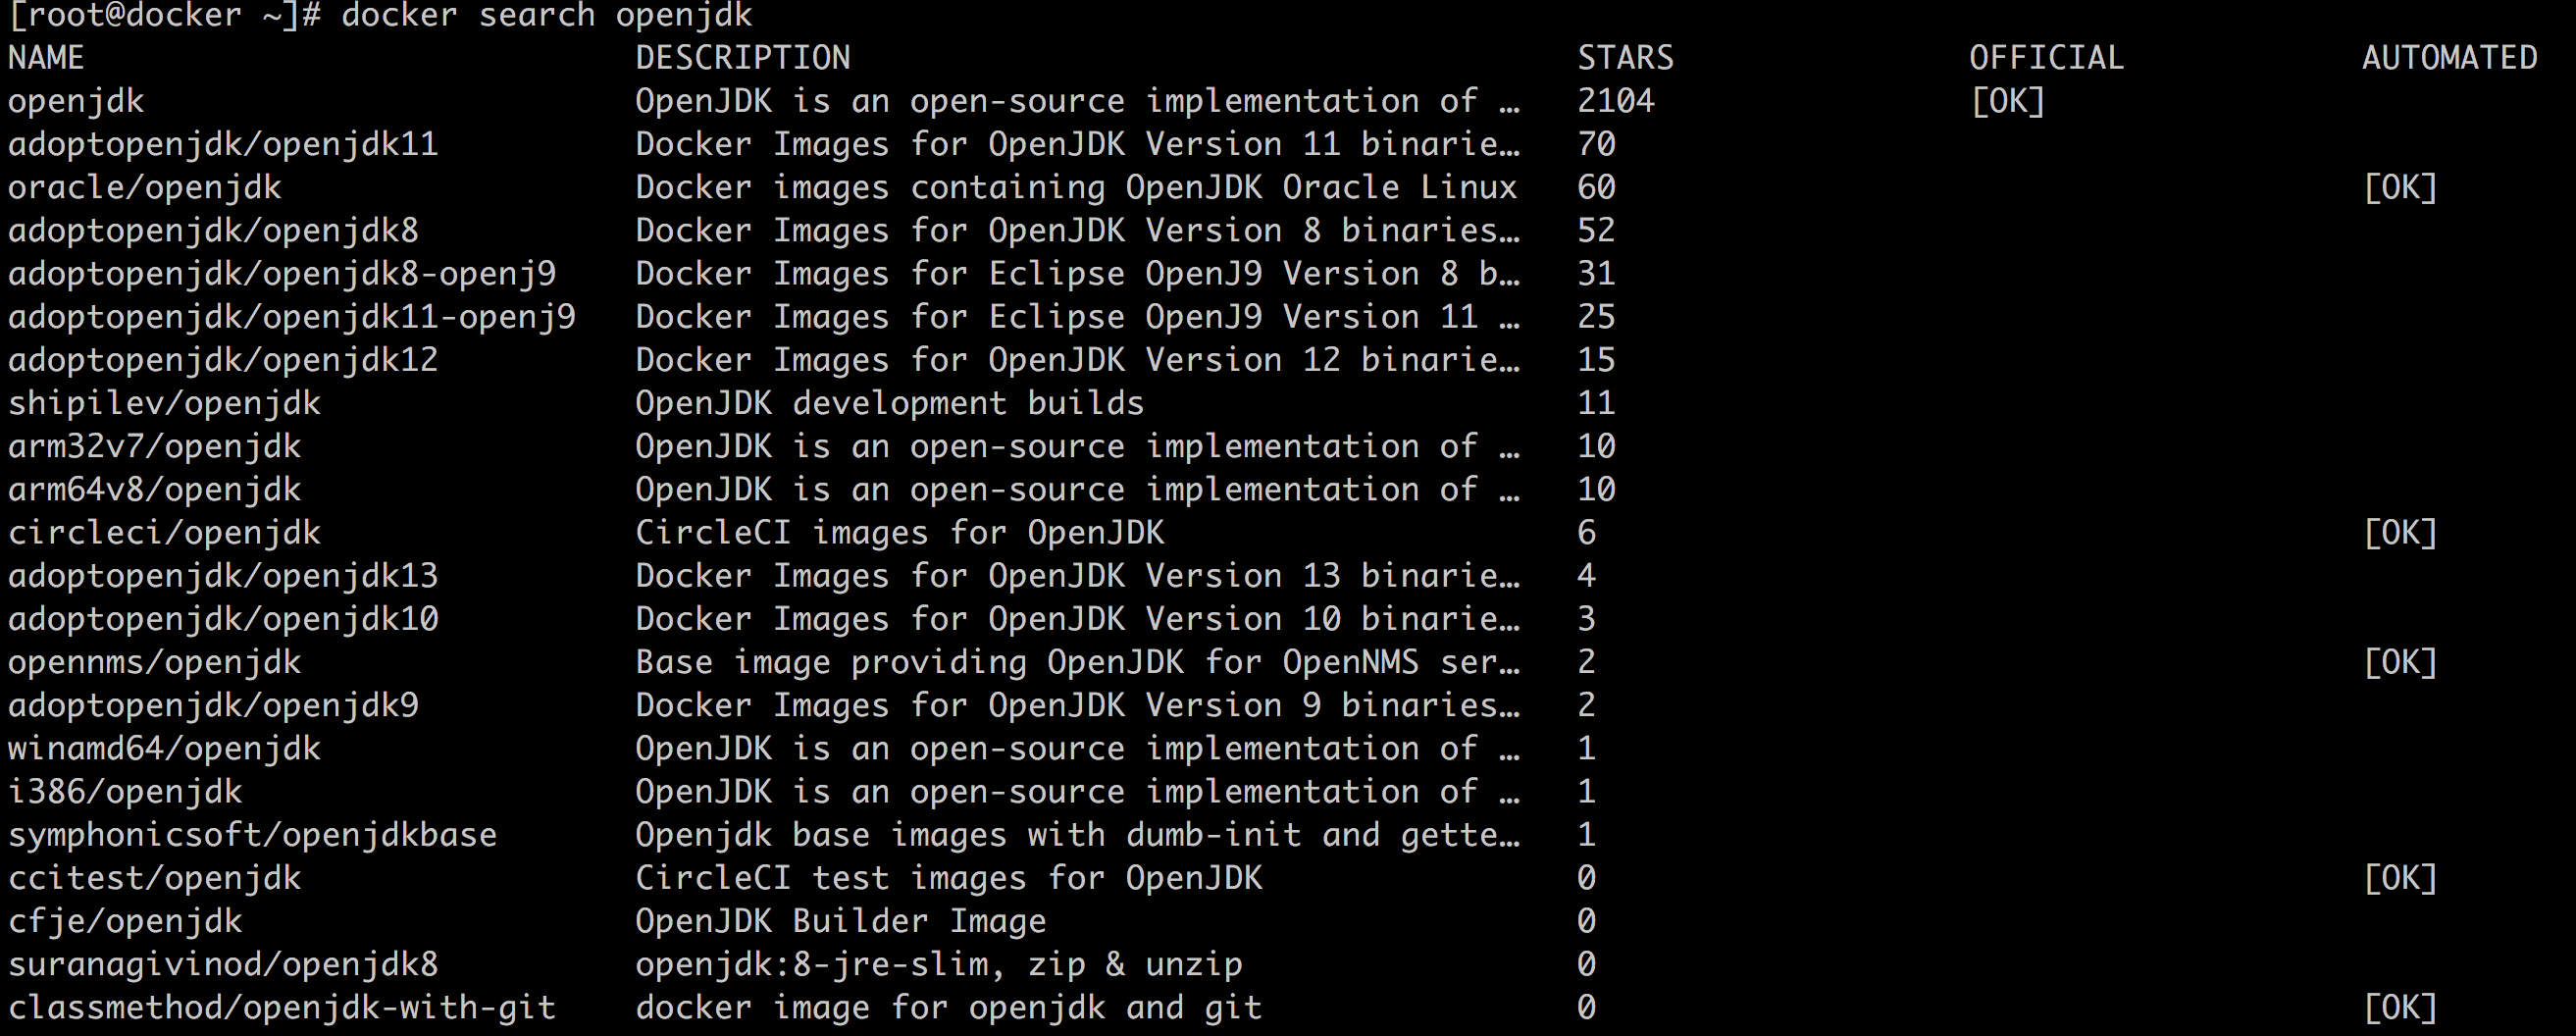 [root@docker ~]# docker search openjdk
NAME DESCRIPTION STARS OFFICIAL AUTOMATED
openjdk OpenJDK is an open-source implementation of … 2104 [OK]
adoptopenjdk/openjdk11 Docker Images for OpenJDK Version 11 binarie… 70
oracle/openjdk Docker images containing OpenJDK Oracle Linux 60 [OK]
adoptopenjdk/openjdk8 Docker Images for OpenJDK Version 8 binaries… 52
adoptopenjdk/openjdk8-openj9 Docker Images for Eclipse OpenJ9 Version 8 b… 31
adoptopenjdk/openjdk11-openj9 Docker Images for Eclipse OpenJ9 Version 11 … 25
adoptopenjdk/openjdk12 Docker Images for OpenJDK Version 12 binarie… 15
shipilev/openjdk OpenJDK development builds 11
arm32v7/openjdk OpenJDK is an open-source implementation of … 10
arm64v8/openjdk OpenJDK is an open-source implementation of … 10
circleci/openjdk CircleCI images for OpenJDK 6 [OK]
adoptopenjdk/openjdk13 Docker Images for OpenJDK Version 13 binarie… 4
adoptopenjdk/openjdk10 Docker Images for OpenJDK Version 10 binarie… 3
opennms/openjdk Base image providing OpenJDK for OpenNMS ser… 2 [OK]
adoptopenjdk/openjdk9 Docker Images for OpenJDK Version 9 binaries… 2
winamd64/openjdk OpenJDK is an open-source implementation of … 1
i386/openjdk OpenJDK is an open-source implementation of … 1
symphonicsoft/openjdkbase Openjdk base images with dumb-init and gette… 1
ccitest/openjdk CircleCI test images for OpenJDK 0 [OK]
cfje/openjdk OpenJDK Builder Image 0
suranagivinod/openjdk8 openjdk:8-jre-slim, zip & unzip 0
classmethod/openjdk-with-git docker image for openjdk and git 0 [OK]